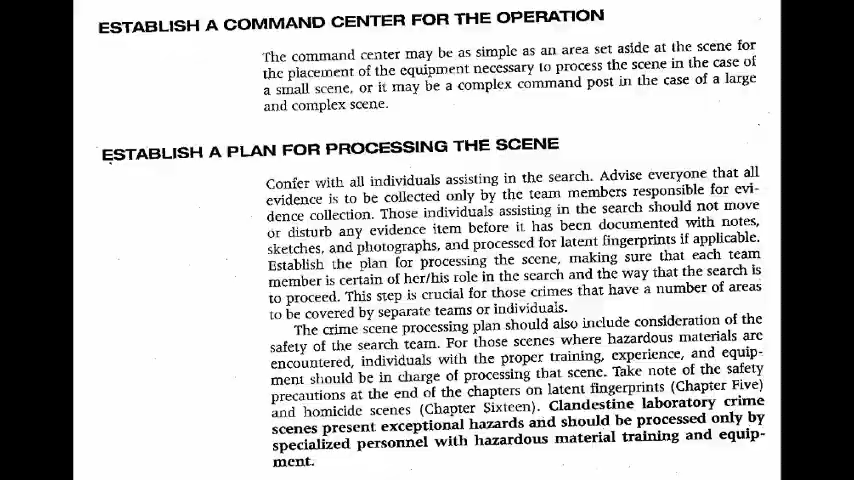 ESTABLISH A COMMAND CENTER FOR THE OPERATION
The command center may be as simple as an area set aside at the scene for
the placement of the equipment necessary to process the scene in the case of
a small scene, or it may be a complex command post in the case of a large
and complex scene.
ESTABLISH A PLAN FOR PROCESSING THE SCENE
Confer with all individuals assisting in the search. Advise everyone that all
evidence is to be collected only by the team members responsible for evi-
dence collection. Those individuals assisting in the search should not move
or disturb any evidence item before it has been documented with notes,
sketches, and photographs, and processed for latent fingerprints if applicable.
Establish the plan for processing the scene, making sure that each team
member is certain of her/his role in the search and the way that the search is
to proceed. This step is crucial for those crimes that have a number of areas
to be covered by separate teams or individuals.
The crime scene processing plan should also include consideration of the
safety of the search team. For those scenes where hazardous materials are
encountered, individuals with the proper training, experience, and equip-
ment should be in charge of processing that scene. Take note of the safety
precautions at the end of the chapters on latent fingerprints (Chapter Five)
and homicide scenes (Chapter Sixteen). Clandestine laboratory crime
scenes present exceptional hazards and should be processed only by
specialized personnel with hazardous material training and equip-
ment.